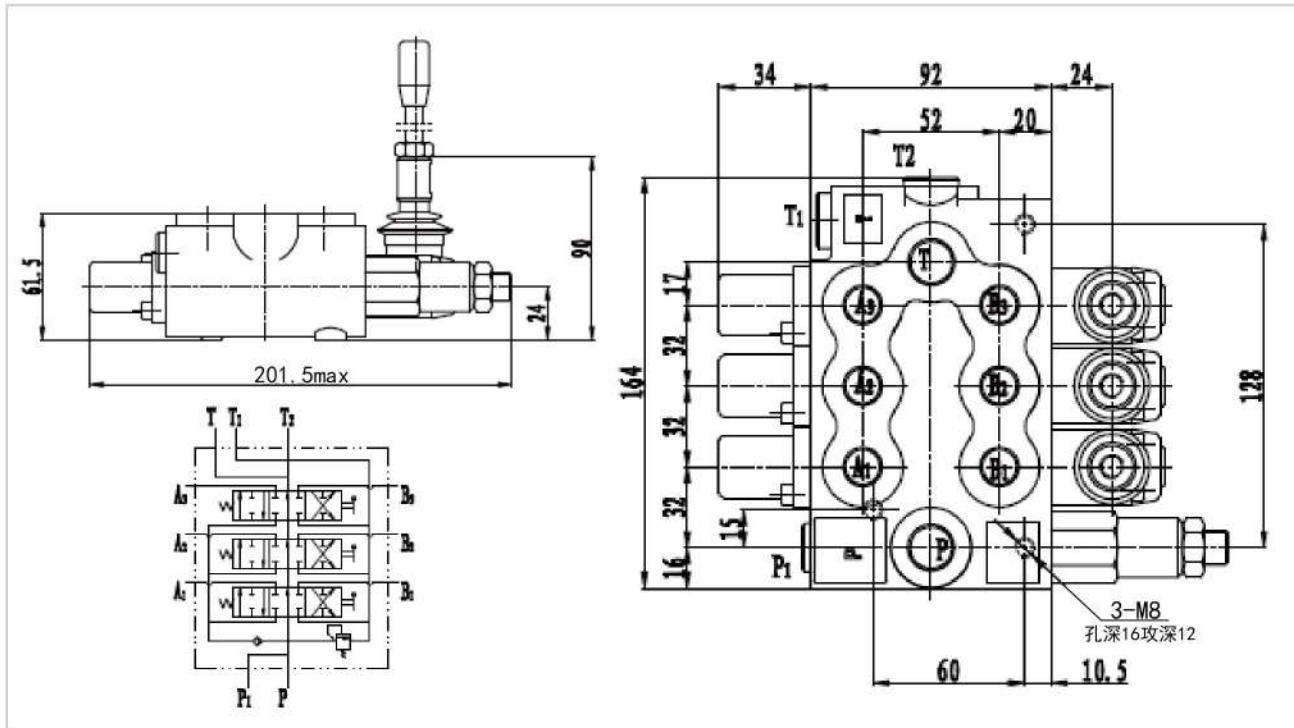 61.5
201.5max
90
24
T T1 T2
A3 B3
A2 B2
A1 B1
P1 P
34 92 24
52 20
T2
T1
T
17
A3 B3
32
A2 B2
164
128
32
A1 B1
32
15
P1
P
16
3-M8
孔深16攻深12
60 10.5